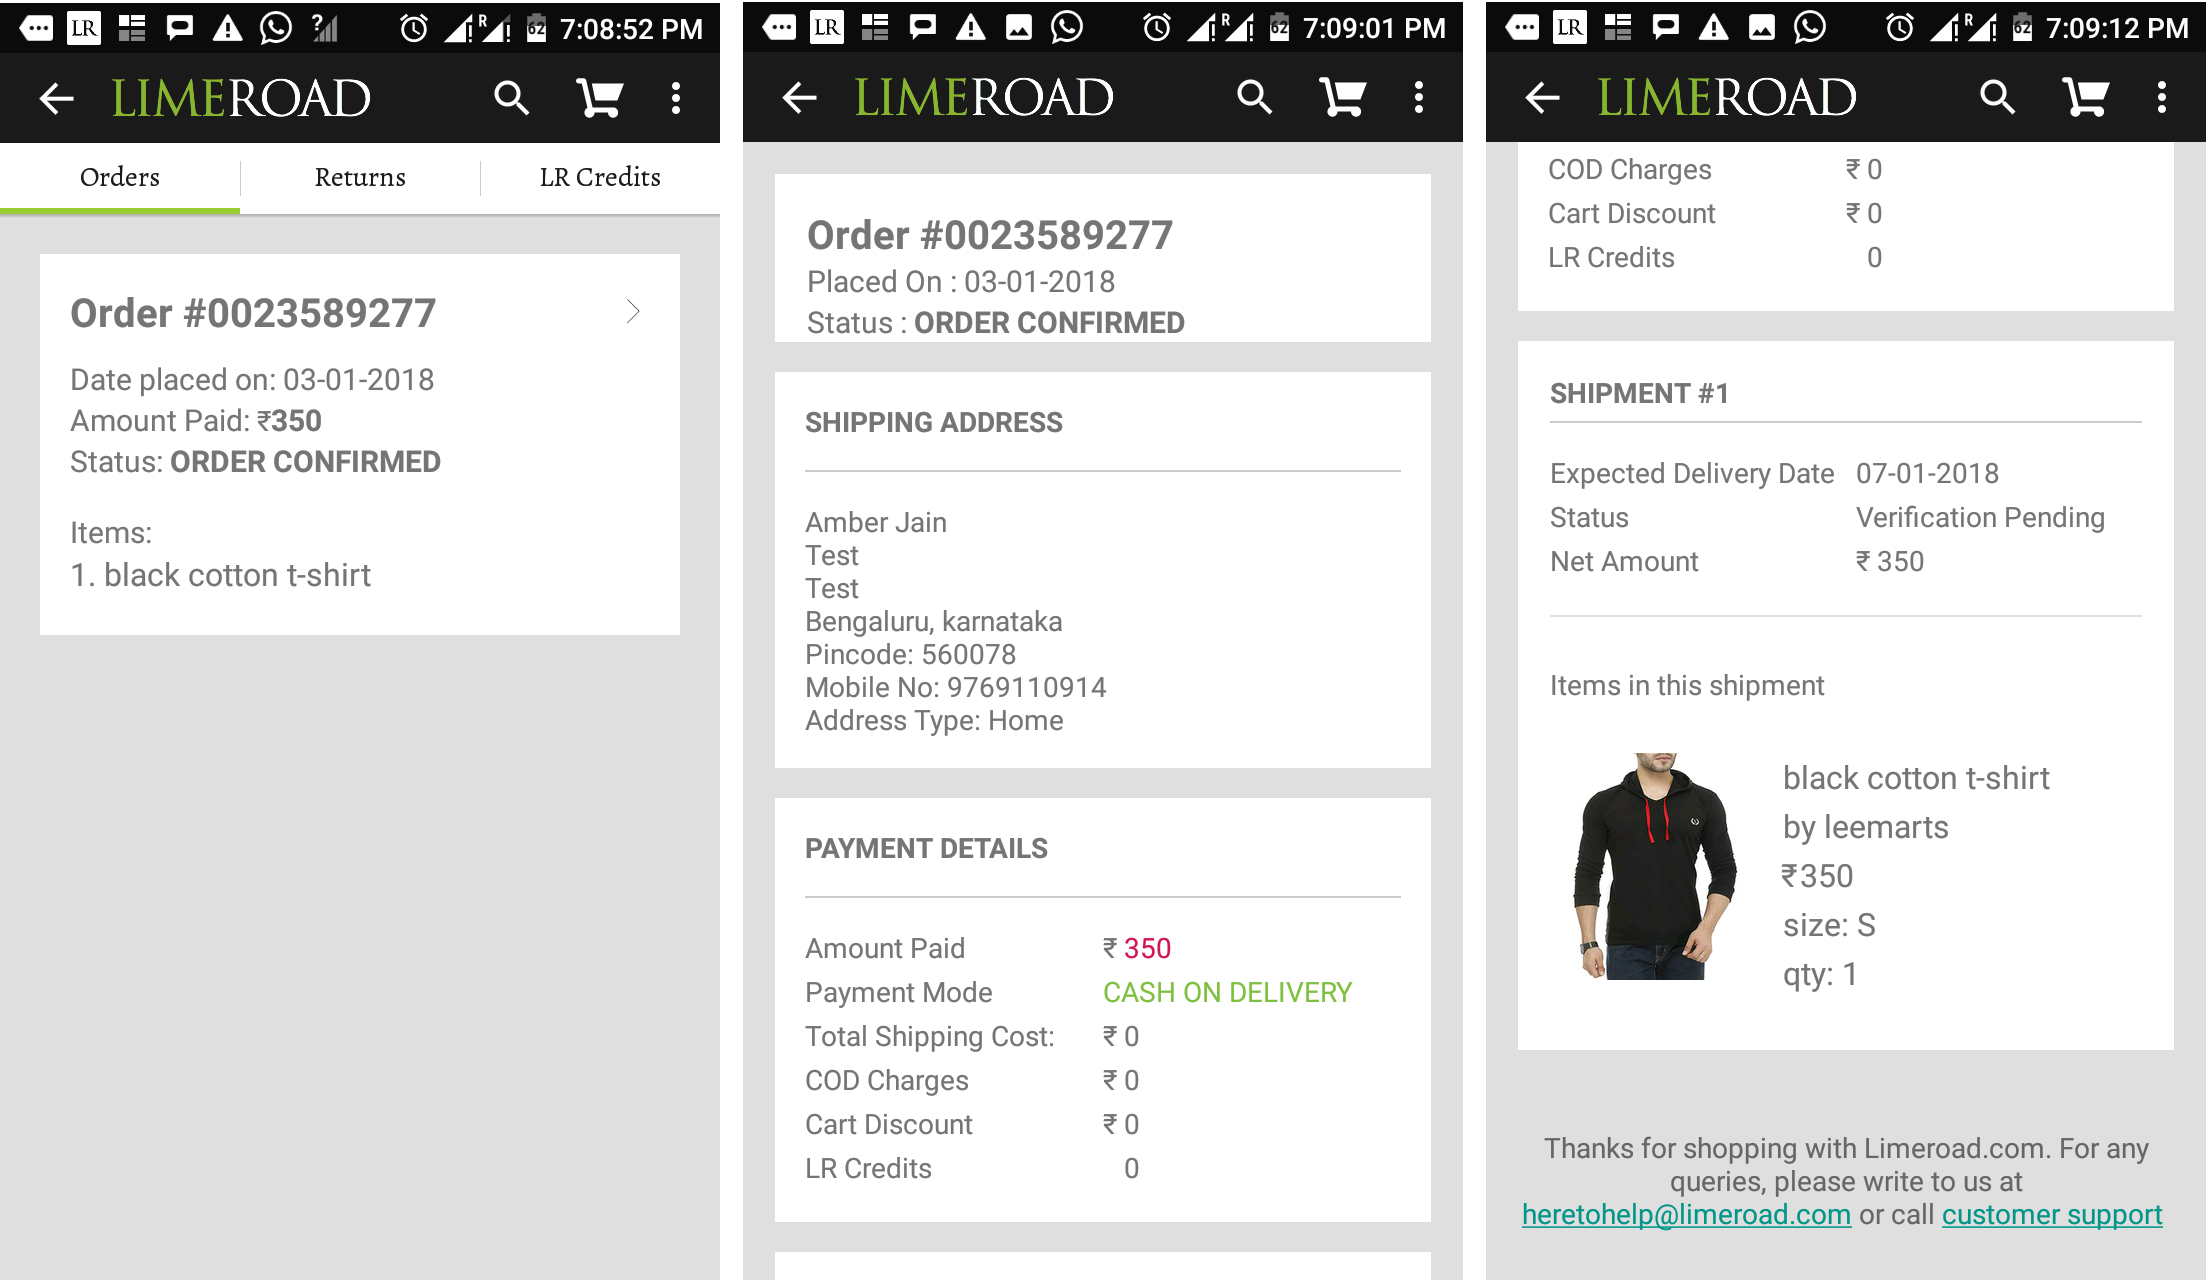 LR
R
62
7:08:52 PM
LIMEROAD
Orders
Returns
LR Credits
Order #0023589277
Date placed on: 03-01-2018
Amount Paid: ₹350
Status: ORDER CONFIRMED
Items:
1. black cotton t-shirt
LR
R
62
7:09:01 PM
LIMEROAD
Order #0023589277
Placed On : 03-01-2018
Status : ORDER CONFIRMED
SHIPPING ADDRESS
Amber Jain
Test
Test
Bengaluru, karnataka
Pincode: 560078
Mobile No: 9769110914
Address Type: Home
PAYMENT DETAILS
Amount Paid ₹ 350
Payment Mode CASH ON DELIVERY
Total Shipping Cost: ₹ 0
COD Charges ₹ 0
Cart Discount ₹ 0
LR Credits 0
LR
R
62
7:09:12 PM
LIMEROAD
COD Charges ₹ 0
Cart Discount ₹ 0
LR Credits 0
SHIPMENT #1
Expected Delivery Date 07-01-2018
Status Verification Pending
Net Amount ₹ 350
Items in this shipment
black cotton t-shirt
by leemarts
₹350
size: S
qty: 1
Thanks for shopping with Limeroad.com. For any
queries, please write to us at
heretohelp@limeroad.com or call customer support